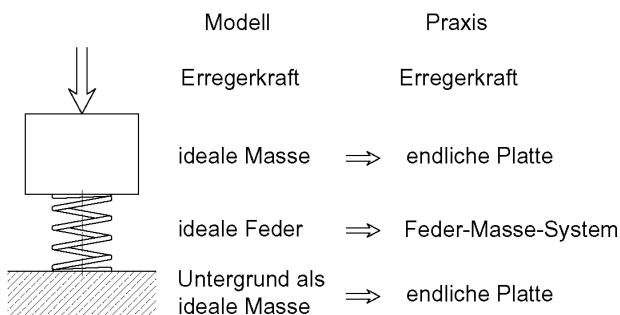 Modell Praxis
Erregerkraft Erregerkraft
ideale Masse ⇒ endliche Platte
ideale Feder ⇒ Feder-Masse-System
Untergrund als
ideale Masse ⇒ endliche Platte